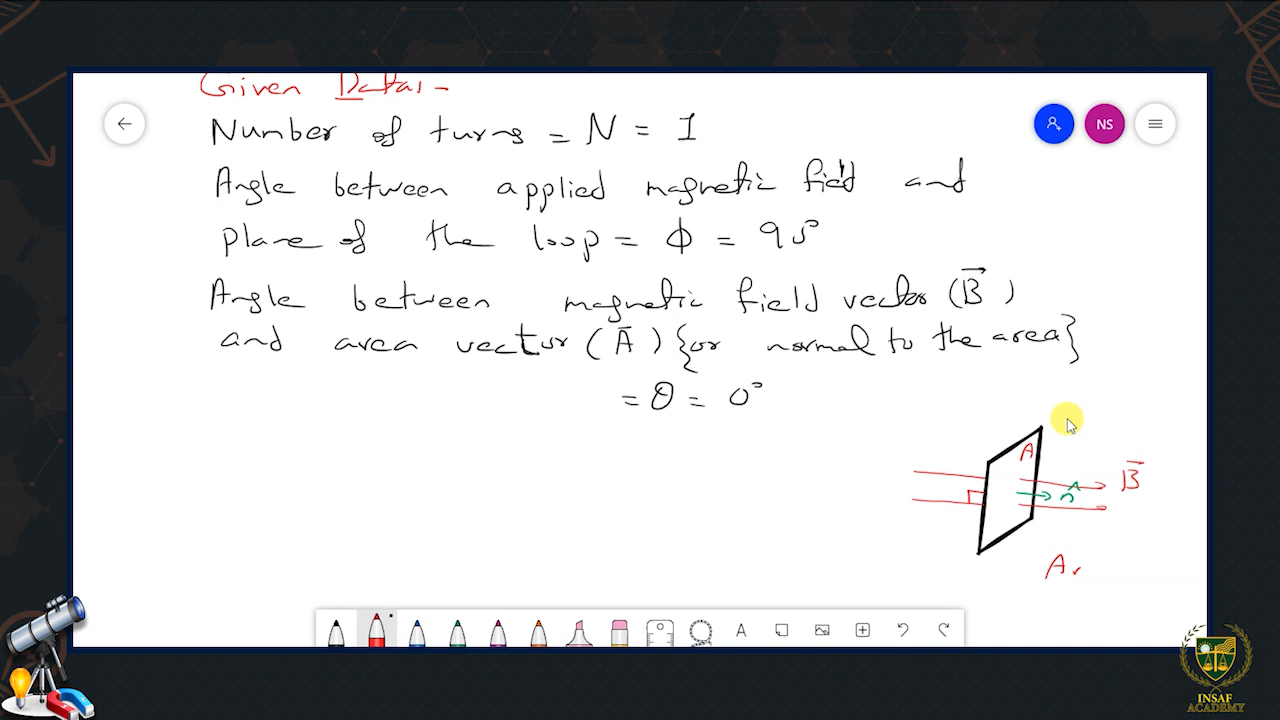 Given Data:-
Number of turns = N = 1
Angle between applied magnetic field and
plane of the loop = Φ = 90°
Angle between magnetic field vector (B⃗)
and area vector (A⃗) {or normal to the area}
= θ = 0°
A
B⃗
n̂
A
NS
A
INSAF
ACADEMY